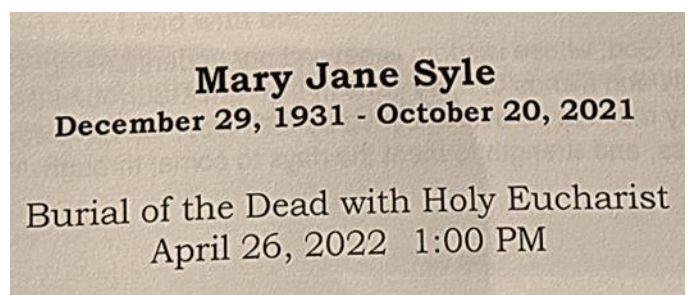 Mary Jane Syle
December 29, 1931 - October 20, 2021
Burial of the Dead with Holy Eucharist
April 26, 2022 1:00 PM